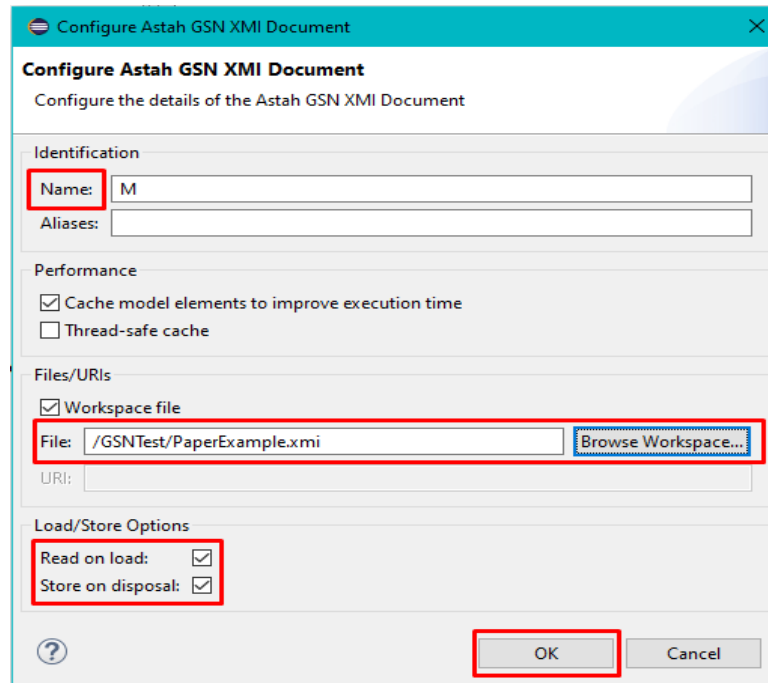 Configure Astah GSN XMI Document
Configure Astah GSN XMI Document
Configure the details of the Astah GSN XMI Document
Identification
Name: M
Aliases:
Performance
Cache model elements to improve execution time
Thread-safe cache
Files/URIs
Workspace file
File: /GSNTest/PaperExample.xmi Browse Workspace...
URI:
Load/Store Options
Read on load:
Store on disposal:
? OK Cancel